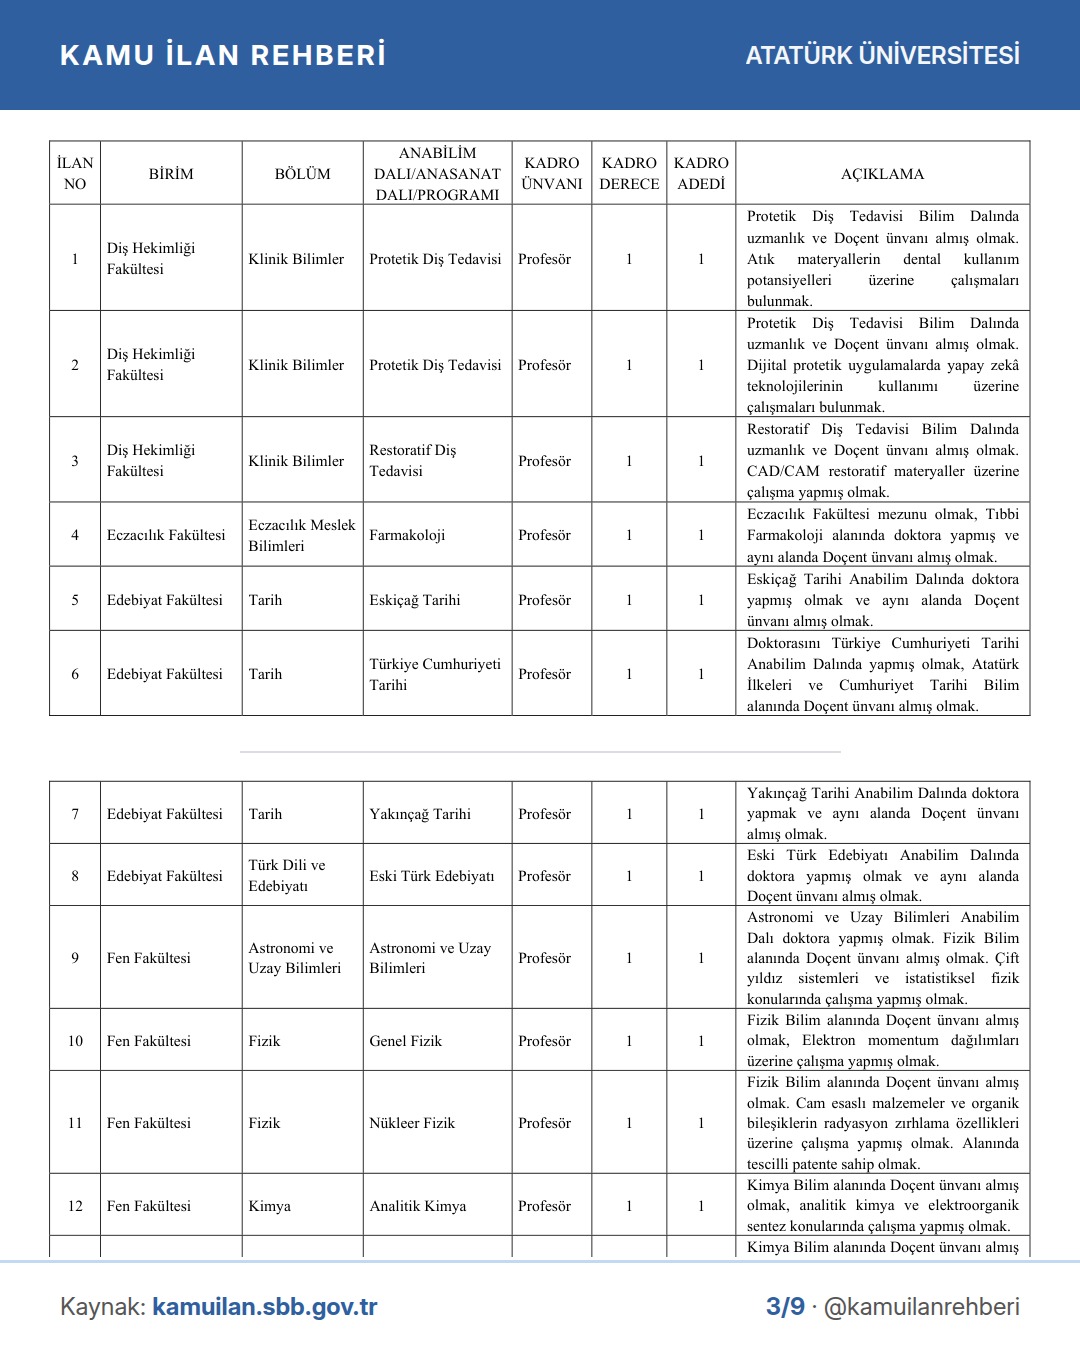 KAMU İLAN REHBERİ
ATATÜRK ÜNİVERSİTESİ
İLAN NO | BİRİM | BÖLÜM | ANABİLİM DALI/ANASANAT DALI/PROGRAMI | KADRO ÜNVANI | KADRO DERECE | KADRO ADEDİ | AÇIKLAMA
1 | Diş Hekimliği Fakültesi | Klinik Bilimler | Protetik Diş Tedavisi | Profesör | 1 | 1 | Protetik Diş Tedavisi Bilim Dalında uzmanlık ve Doçent ünvanı almış olmak. Atık materyallerin dental kullanım potansiyelleri üzerine çalışmaları bulunmak.
2 | Diş Hekimliği Fakültesi | Klinik Bilimler | Protetik Diş Tedavisi | Profesör | 1 | 1 | Protetik Diş Tedavisi Bilim Dalında uzmanlık ve Doçent ünvanı almış olmak. Dijital protetik uygulamalarda yapay zekâ teknolojilerinin kullanımı üzerine çalışmaları bulunmak.
3 | Diş Hekimliği Fakültesi | Klinik Bilimler | Restoratif Diş Tedavisi | Profesör | 1 | 1 | Restoratif Diş Tedavisi Bilim Dalında uzmanlık ve Doçent ünvanı almış olmak. CAD/CAM restoratif materyaller üzerine çalışma yapmış olmak.
4 | Eczacılık Fakültesi | Eczacılık Meslek Bilimleri | Farmakoloji | Profesör | 1 | 1 | Eczacılık Fakültesi mezunu olmak, Tıbbi Farmakoloji alanında doktora yapmış ve aynı alanda Doçent ünvanı almış olmak.
5 | Edebiyat Fakültesi | Tarih | Eskiçağ Tarihi | Profesör | 1 | 1 | Eskiçağ Tarihi Anabilim Dalında doktora yapmış olmak ve aynı alanda Doçent ünvanı almış olmak.
6 | Edebiyat Fakültesi | Tarih | Türkiye Cumhuriyeti Tarihi | Profesör | 1 | 1 | Doktorasını Türkiye Cumhuriyeti Tarihi Anabilim Dalında yapmış olmak, Atatürk İlkeleri ve Cumhuriyet Tarihi Bilim alanında Doçent ünvanı almış olmak.
7 | Edebiyat Fakültesi | Tarih | Yakınçağ Tarihi | Profesör | 1 | 1 | Yakınçağ Tarihi Anabilim Dalında doktora yapmak ve aynı alanda Doçent ünvanı almış olmak.
8 | Edebiyat Fakültesi | Türk Dili ve Edebiyatı | Eski Türk Edebiyatı | Profesör | 1 | 1 | Eski Türk Edebiyatı Anabilim Dalında doktora yapmış olmak ve aynı alanda Doçent ünvanı almış olmak.
9 | Fen Fakültesi | Astronomi ve Uzay Bilimleri | Astronomi ve Uzay Bilimleri | Profesör | 1 | 1 | Astronomi ve Uzay Bilimleri Anabilim Dalı doktora yapmış olmak. Fizik Bilim alanında Doçent ünvanı almış olmak. Çift yıldız sistemleri ve istatistiksel fizik konularında çalışma yapmış olmak.
10 | Fen Fakültesi | Fizik | Genel Fizik | Profesör | 1 | 1 | Fizik Bilim alanında Doçent ünvanı almış olmak, Elektron momentum dağılımları üzerine çalışma yapmış olmak.
11 | Fen Fakültesi | Fizik | Nükleer Fizik | Profesör | 1 | 1 | Fizik Bilim alanında Doçent ünvanı almış olmak. Cam esaslı malzemeler ve organik bileşiklerin radyasyon zırhlama özellikleri üzerine çalışma yapmış olmak. Alanında tescilli patente sahip olmak.
12 | Fen Fakültesi | Kimya | Analitik Kimya | Profesör | 1 | 1 | Kimya Bilim alanında Doçent ünvanı almış olmak, analitik kimya ve elektroorganik sentez konularında çalışma yapmış olmak.
Kimya Bilim alanında Doçent ünvanı almış
Kaynak: kamuilan.sbb.gov.tr
3/9 · @kamuilanrehberi